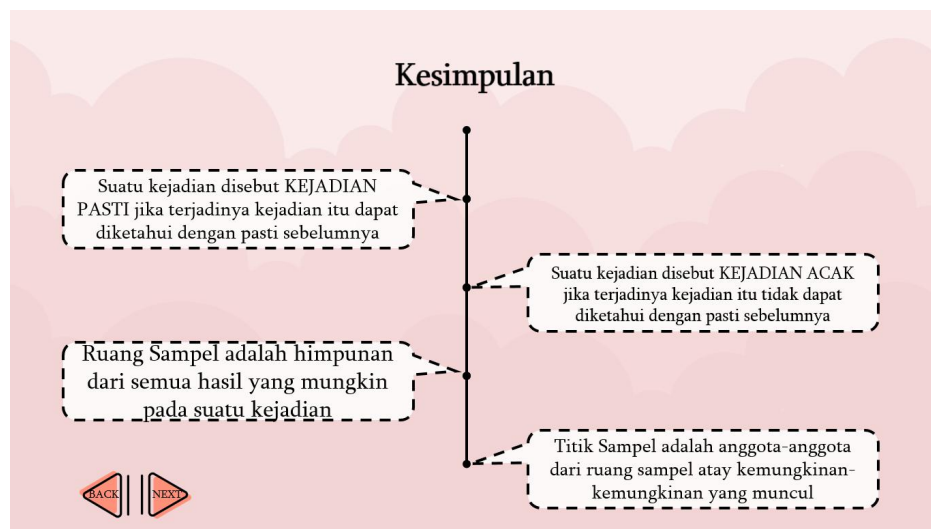 Kesimpulan
Suatu kejadian disebut KEJADIAN
PASTI jika terjadinya kejadian itu dapat
diketahui dengan pasti sebelumnya
Suatu kejadian disebut KEJADIAN ACAK
jika terjadinya kejadian itu tidak dapat
diketahui dengan pasti sebelumnya
Ruang Sampel adalah himpunan
dari semua hasil yang mungkin
pada suatu kejadian
Titik Sampel adalah anggota-anggota
dari ruang sampel atay kemungkinan-
kemungkinan yang muncul
BACK NEXT